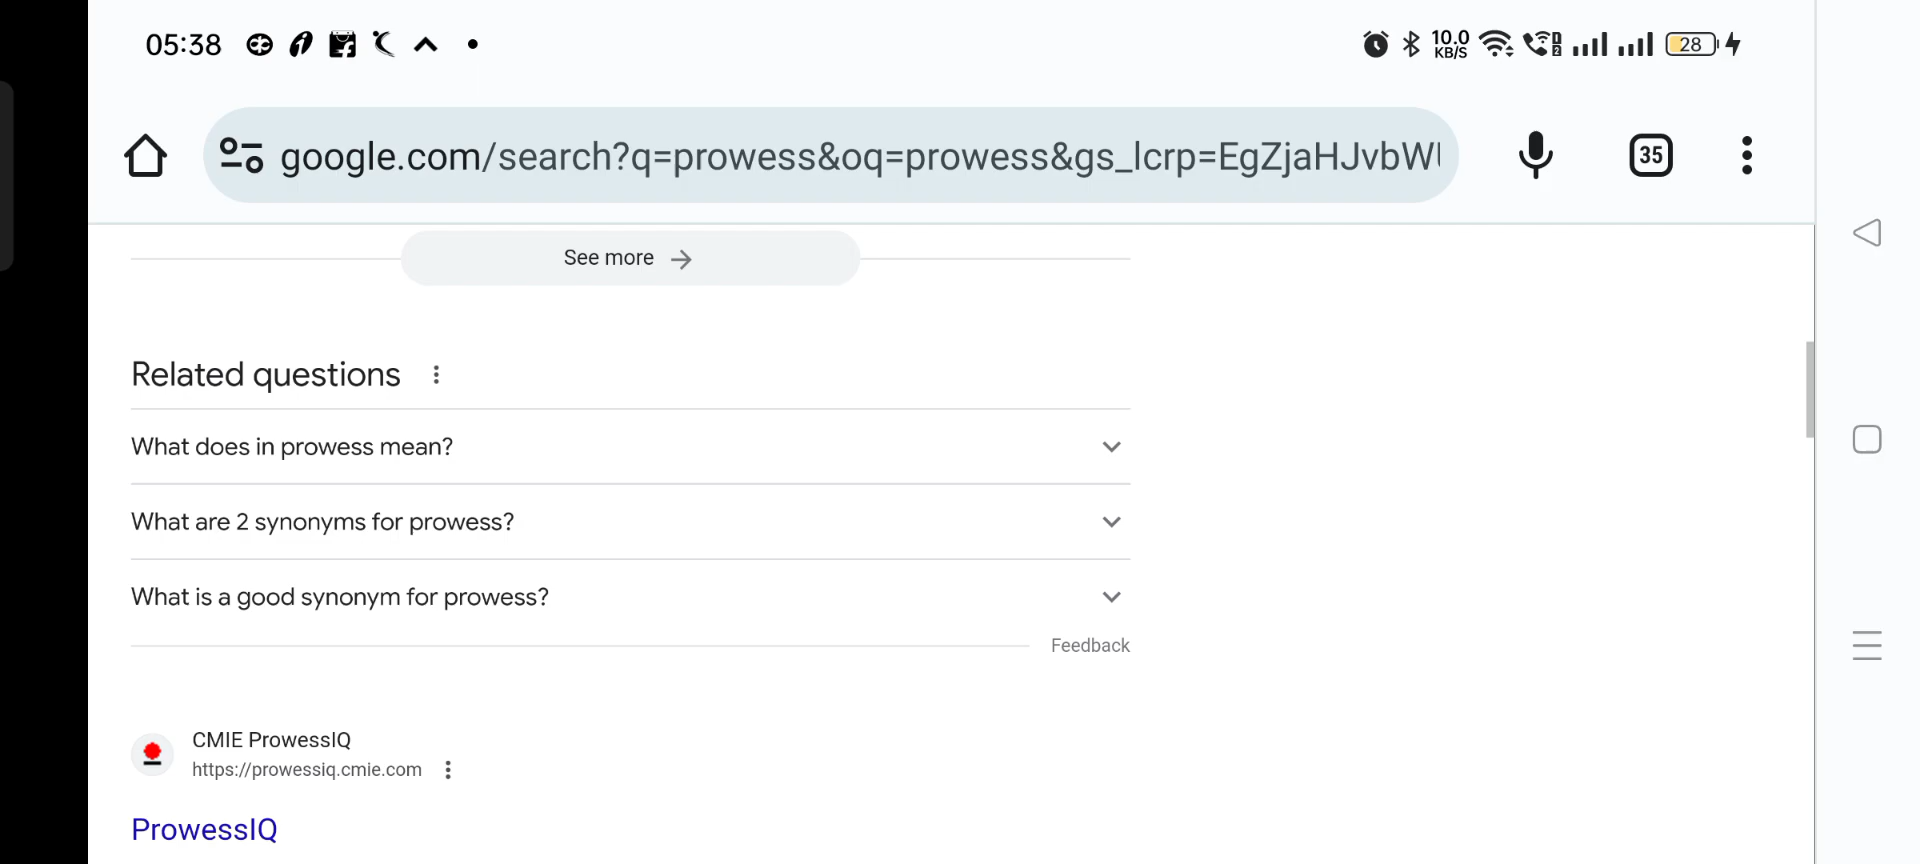 05:38
10.0
KB/S
28
google.com/search?q=prowess&oq=prowess&gs_lcrp=EgZjaHJvbW
35
See more
Related questions
What does in prowess mean?
What are 2 synonyms for prowess?
What is a good synonym for prowess?
Feedback
CMIE ProwessIQ
https://prowessiq.cmie.com
ProwessIQ